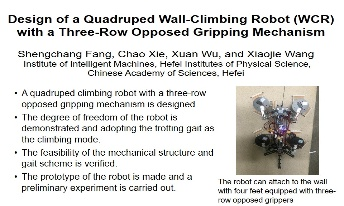 Design of a Quadruped Wall-Climbing Robot (WCR)
with a Three-Row Opposed Gripping Mechanism
Shengchang Fang, Chao Xie, Xuan Wu, and Xiaojie Wang
Institute of Intelligent Machines, Hefei Institutes of Physical Science,
Chinese Academy of Sciences, Hefei
• A quadruped climbing robot with a three-row
opposed gripping mechanism is designed.
• The degree of freedom of the robot is
demonstrated and adopting the trotting gait as
the climbing mode.
• The feasibility of the mechanical structure and
gait scheme is verified.
• The prototype of the robot is made and a
preliminary experiment is carried out.
The robot can attach to the wall
with four feet equipped with three-
row opposed grippers